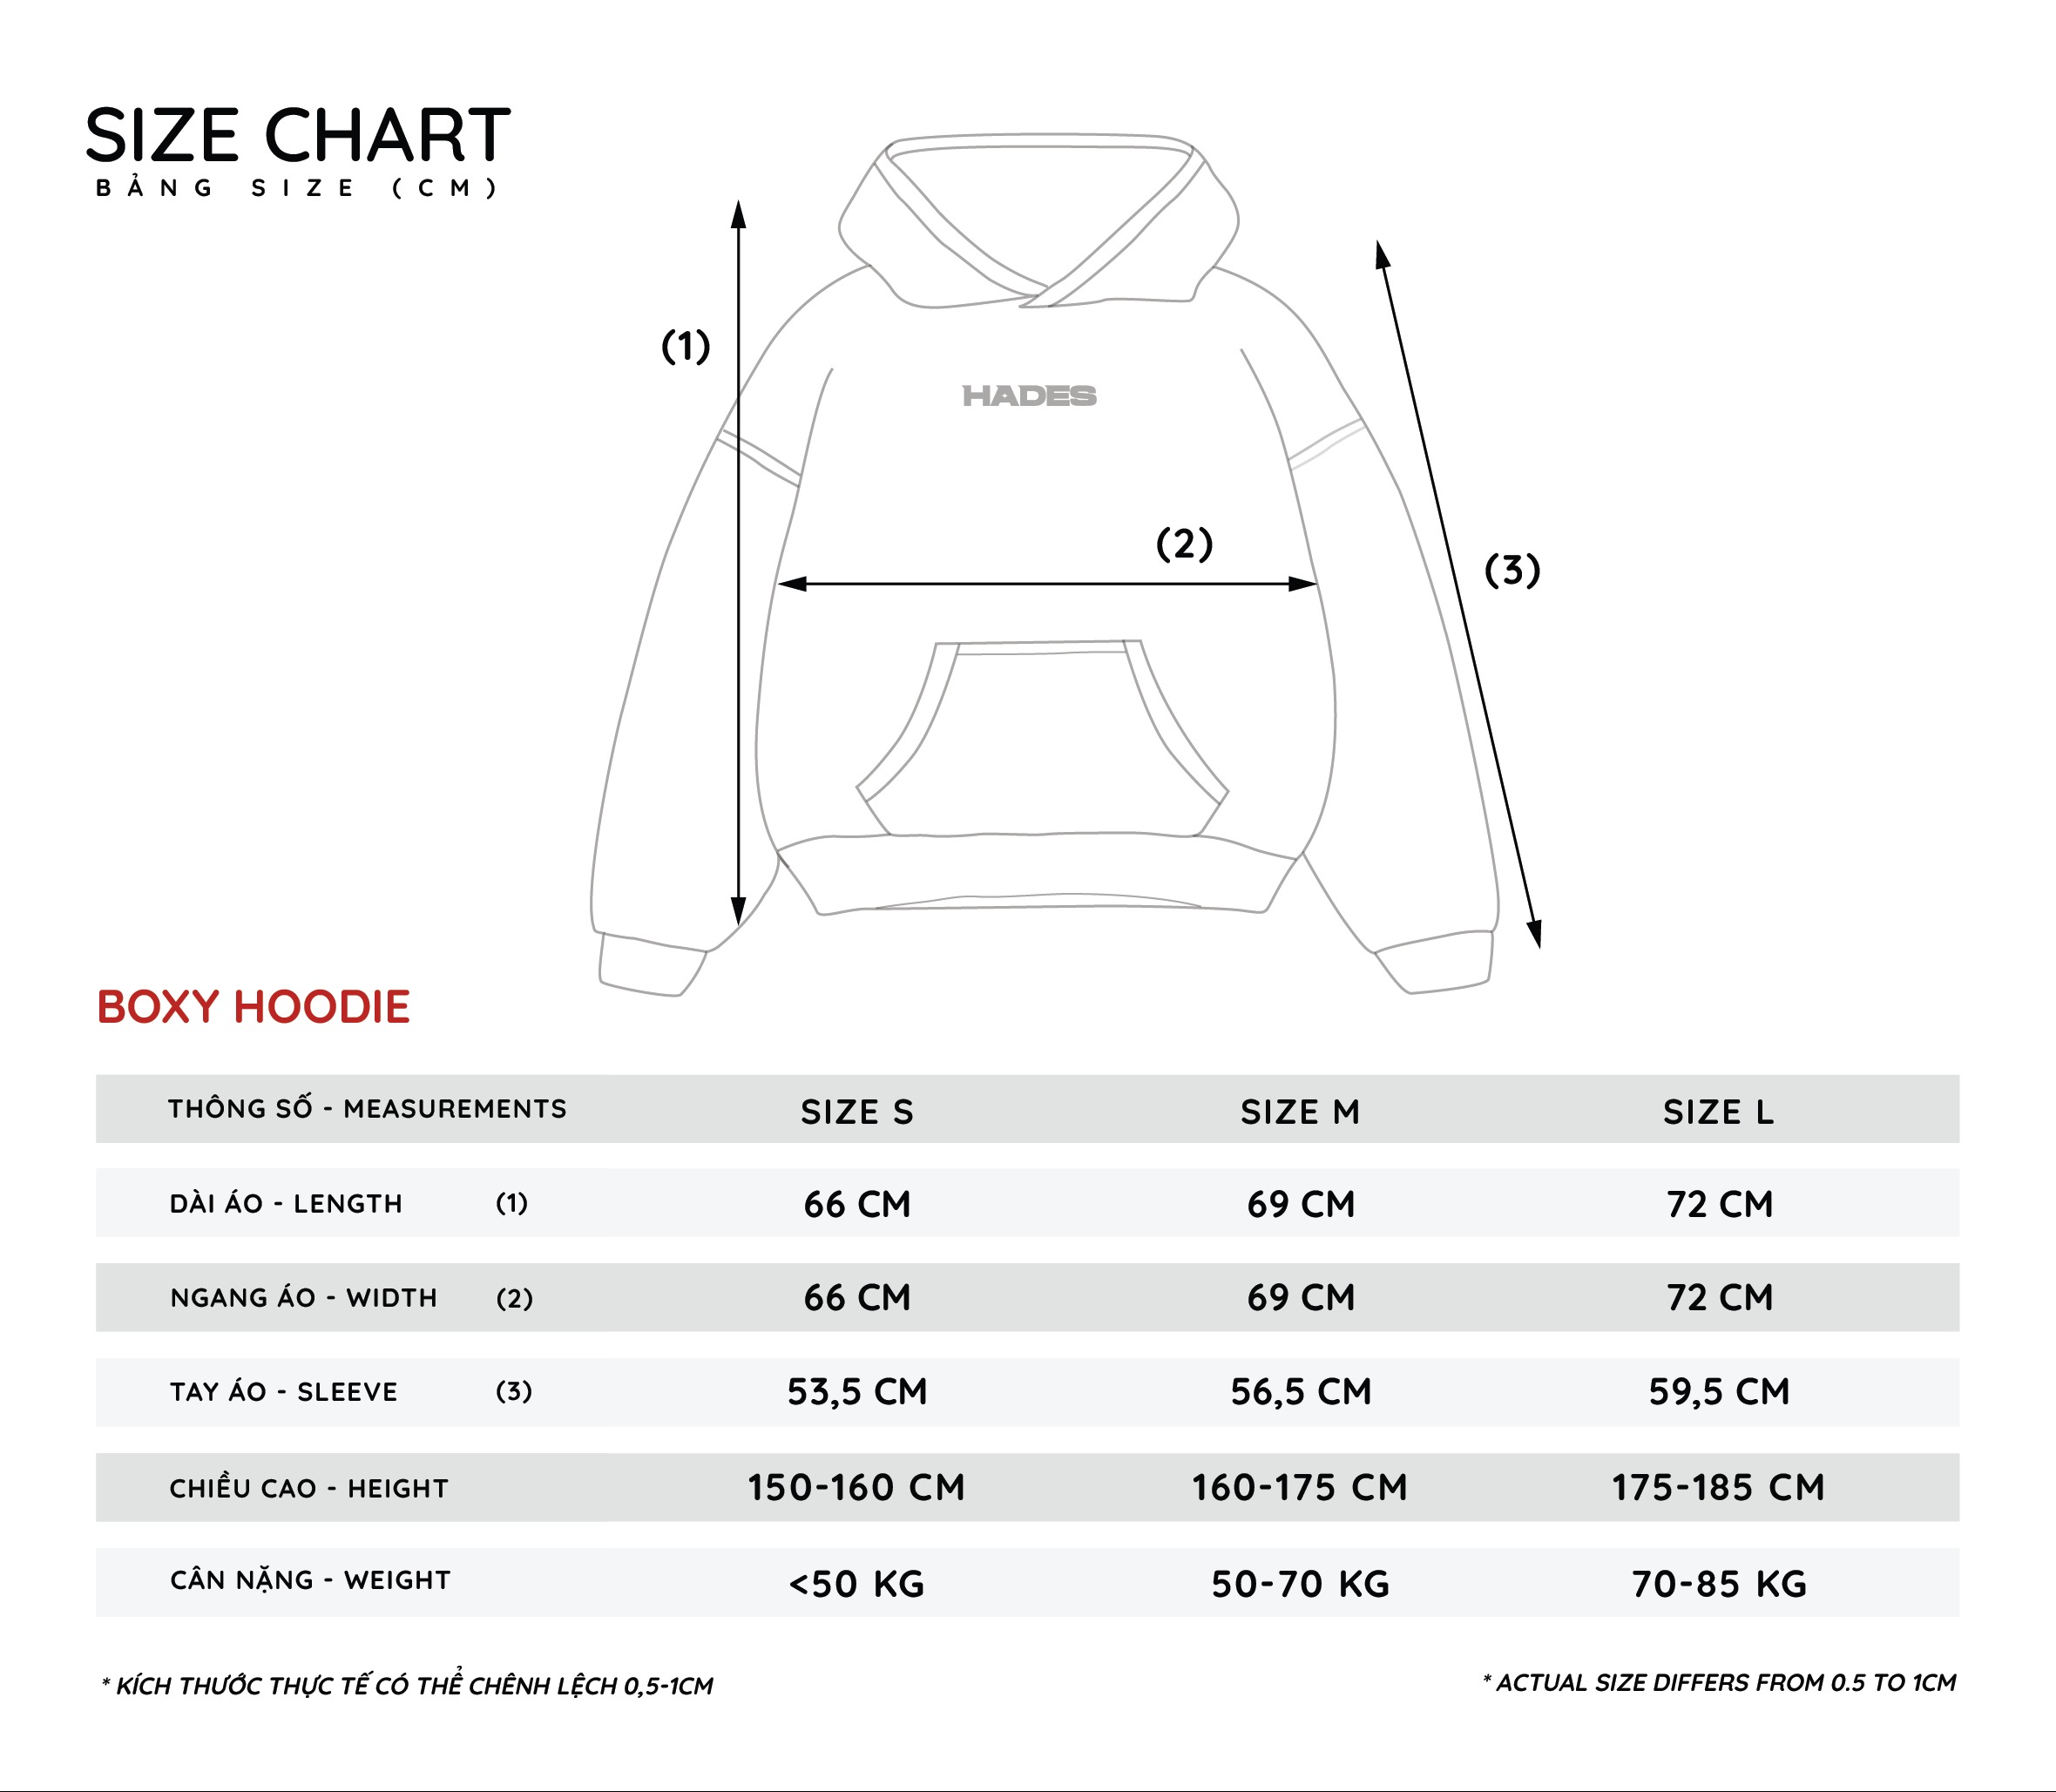 SIZE CHART
BẢNG SIZE (CM)
(1)
HADES
(2)
(3)
BOXY HOODIE
THÔNG SỐ - MEASUREMENTS SIZE S SIZE M SIZE L
DÀI ÁO - LENGTH (1) 66 CM 69 CM 72 CM
NGANG ÁO - WIDTH (2) 66 CM 69 CM 72 CM
TAY ÁO - SLEEVE (3) 53,5 CM 56,5 CM 59,5 CM
CHIỀU CAO - HEIGHT 150-160 CM 160-175 CM 175-185 CM
CÂN NẶNG - WEIGHT <50 KG 50-70 KG 70-85 KG
* KÍCH THƯỚC THỰC TẾ CÓ THỂ CHÊNH LỆCH 0,5-1CM
* ACTUAL SIZE DIFFERS FROM 0.5 TO 1CM